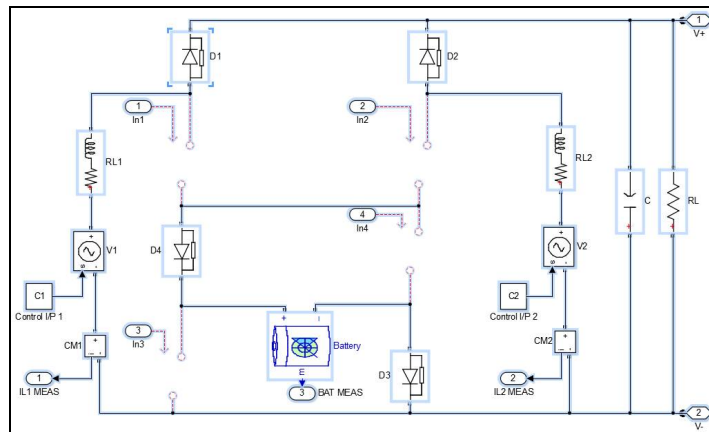 1
V+
D1
D2
1
In1
2
In2
RL1
RL2
C
RL
4
In4
D4
+
V1
s
-
+
V2
s
-
C1
Control I/P 1
C2
Control I/P 2
+
-
Battery
m
3
In3
+
-
i
CM1
+
-
i
CM2
D3
1
IL1 MEAS
3
BAT MEAS
2
IL2 MEAS
2
V-